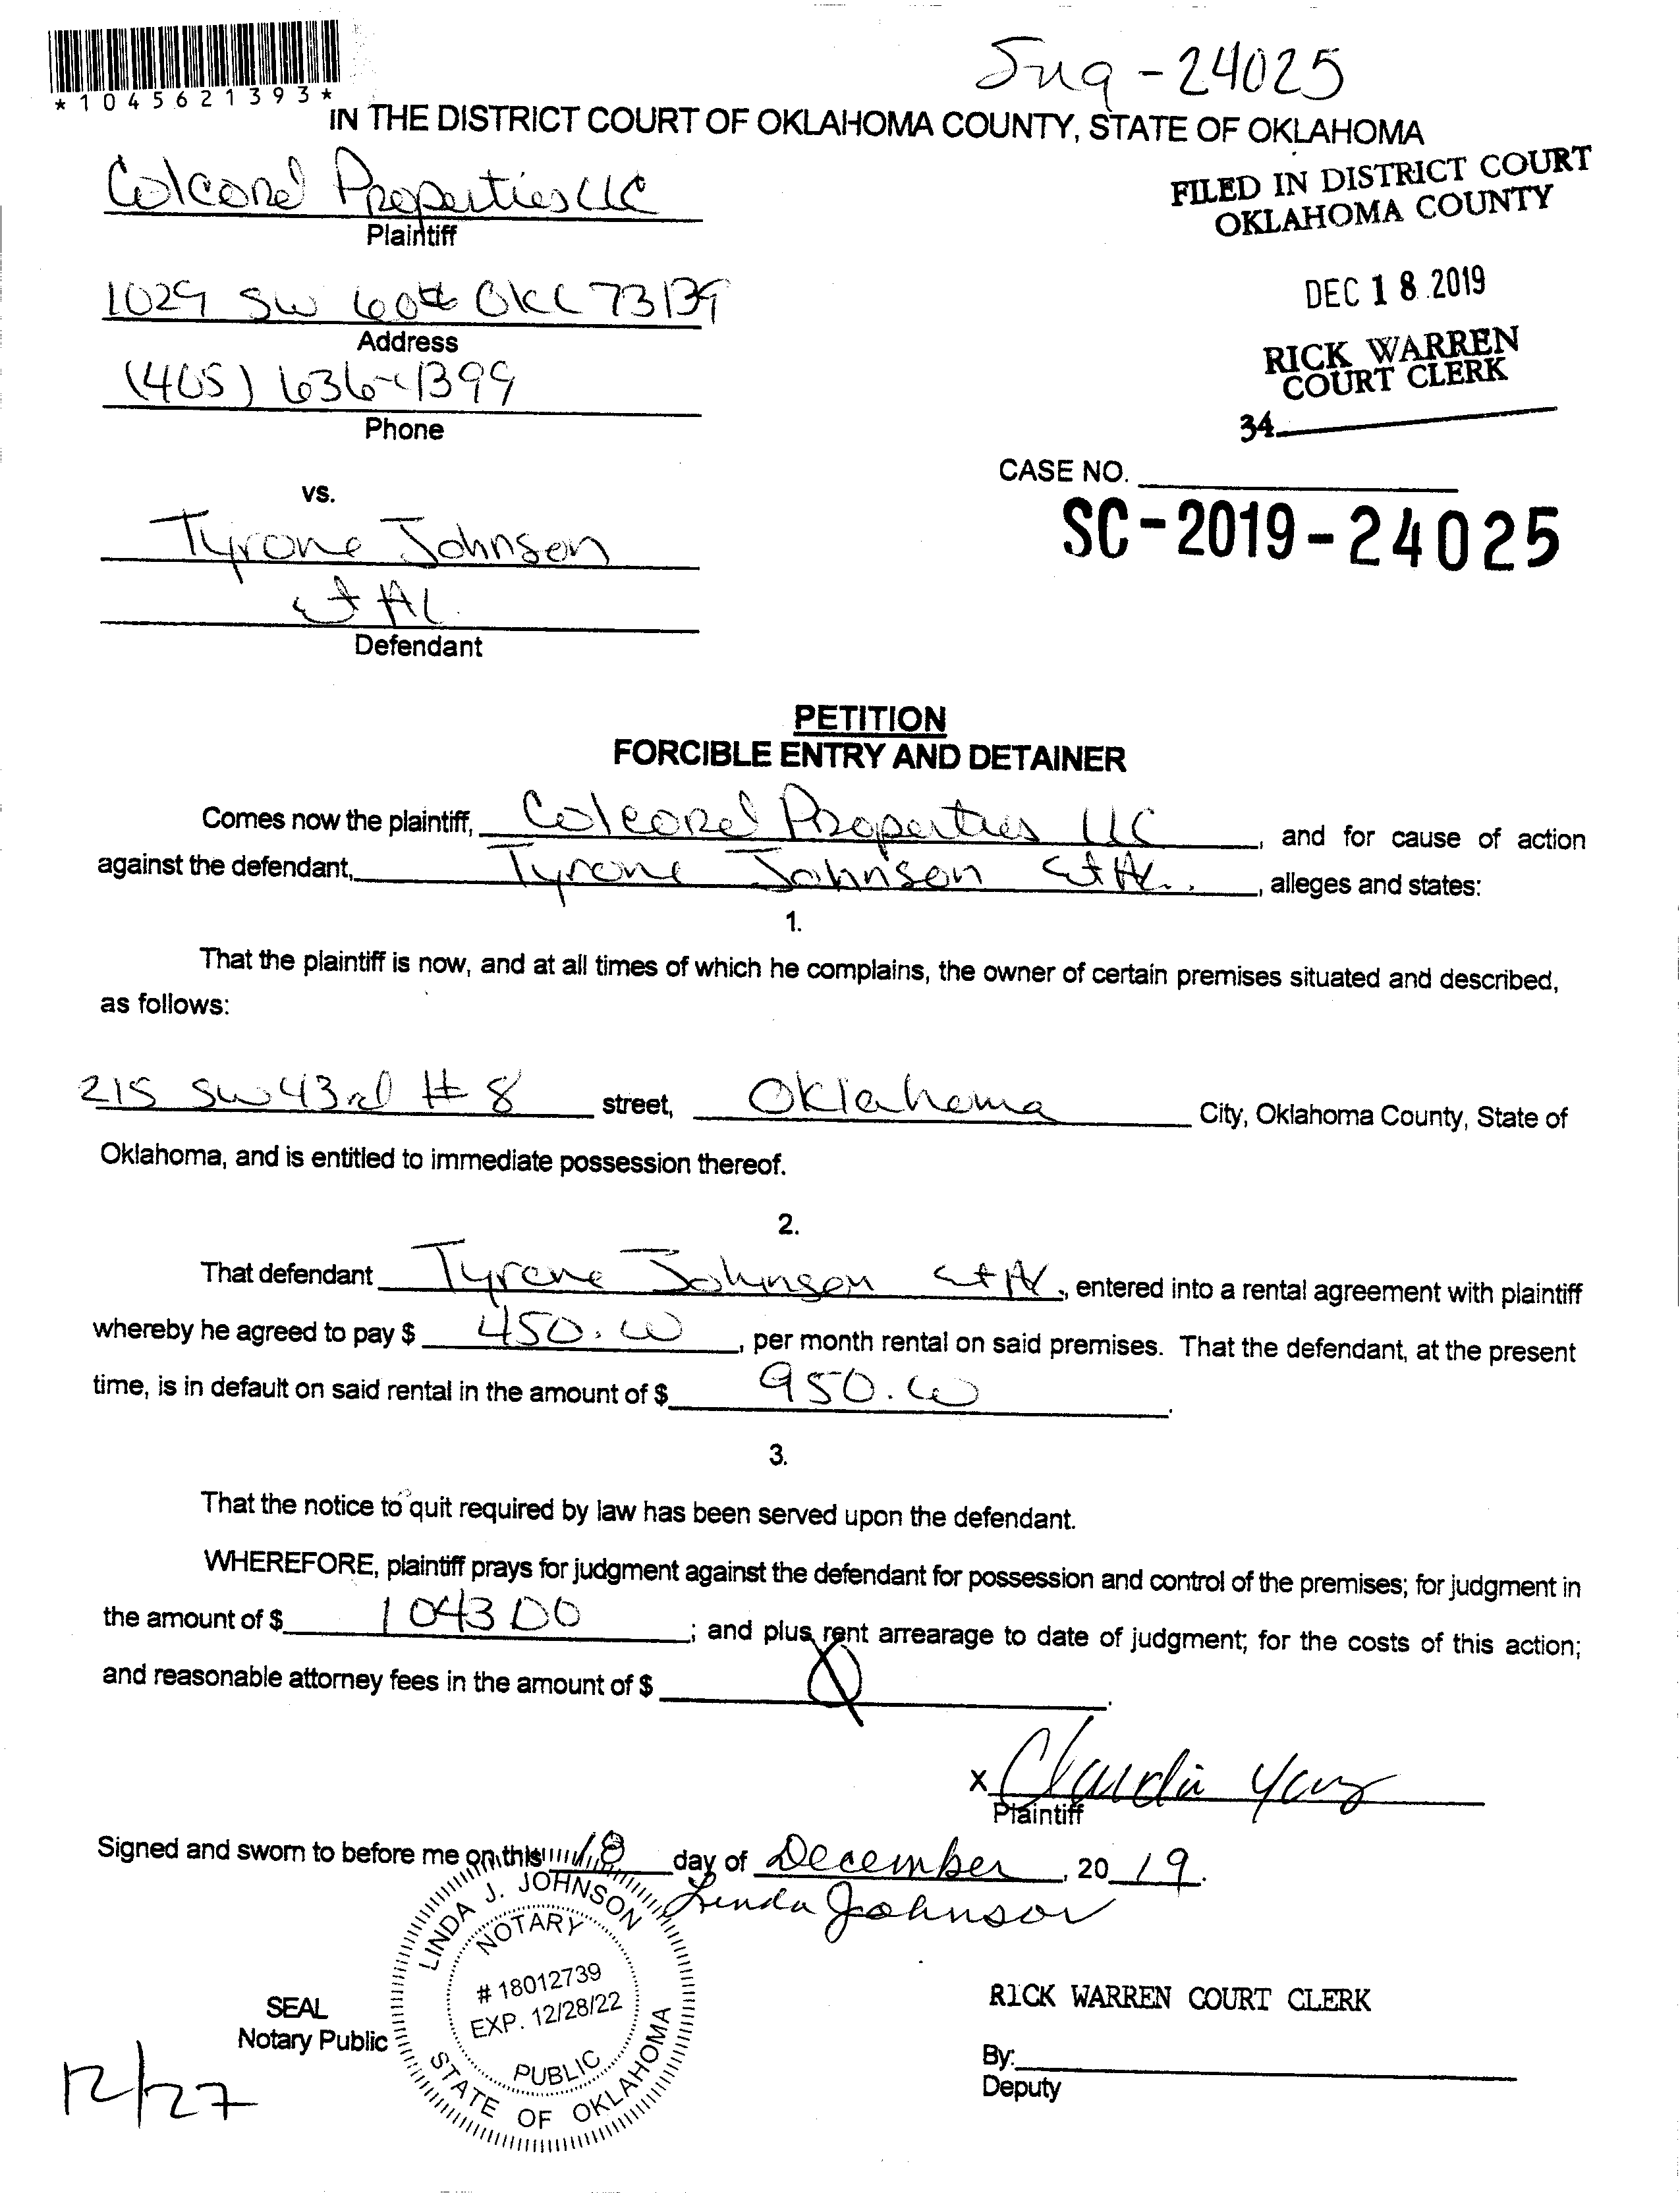 *1045621393*
Smg-24025
IN THE DISTRICT COURT OF OKLAHOMA COUNTY, STATE OF OKLAHOMA
Colcord Properties LLC
Plaintiff
FILED IN DISTRICT COURT
OKLAHOMA COUNTY
1029 SW 60th OKC 73139
Address
DEC 18 2019
(405) 636-1399
Phone
RICK WARREN
COURT CLERK
34
CASE NO.
SC-2019-24025
vs.
Tyrone Johnson
et AL.
Defendant
PETITION
FORCIBLE ENTRY AND DETAINER
Comes now the plaintiff, Colcord Properties LLC, and for cause of action
against the defendant, Tyrone Johnson et AL., alleges and states:
1.
That the plaintiff is now, and at all times of which he complains, the owner of certain premises situated and described,
as follows:
215 SW 43rd # 8 street, Oklahoma City, Oklahoma County, State of
Oklahoma, and is entitled to immediate possession thereof.
2.
That defendant Tyrone Johnson et Al., entered into a rental agreement with plaintiff
whereby he agreed to pay $ 450.00, per month rental on said premises. That the defendant, at the present
time, is in default on said rental in the amount of $ 950.00.
3.
That the notice to quit required by law has been served upon the defendant.
WHEREFORE, plaintiff prays for judgment against the defendant for possession and control of the premises; for judgment in
the amount of $ 1043 00; and plus rent arrearage to date of judgment; for the costs of this action;
and reasonable attorney fees in the amount of $ 0.
x Claudia
Plaintiff
Signed and sworn to before me on this 18 day of December, 2019.
Linda Johnson
LINDA J. JOHNSON
NOTARY
# 18012739
EXP. 12/28/22
PUBLIC
STATE OF OKLAHOMA
SEAL
Notary Public
RICK WARREN COURT CLERK
By:
Deputy
12/27